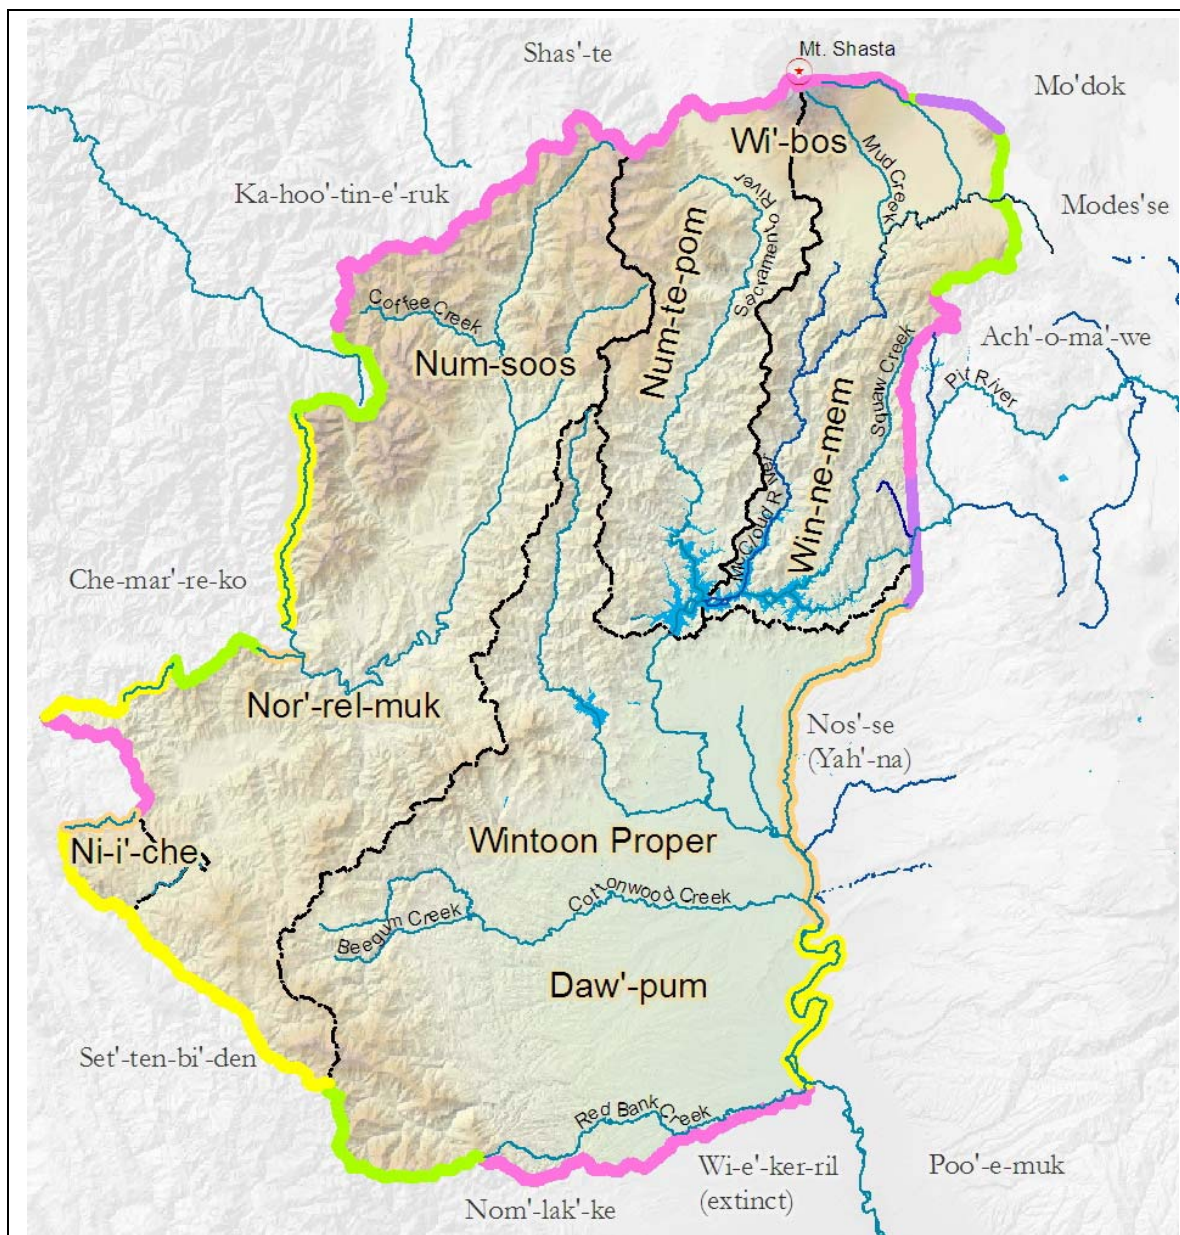 Shas'-te
Mt. Shasta
Mo'dok
Wi'-bos
Mud Creek
Ka-hoo'-tin-e'-ruk
Modes'se
Sacramento River
Num-te-pom
Coffee Creek
Num-soos
Ach'-o-ma'-we
Pit River
Squaw Creek
Win-ne-mem
McCloud River
Che-mar'-re-ko
Nor'-rel-muk
Nos'-se
(Yah'-na)
Ni-i'-che
Wintoon Proper
Cottonwood Creek
Beegum Creek
Daw'-pum
Set'-ten-bi'-den
Red Bank Creek
Wi-e'-ker-ril
(extinct)
Poo'-e-muk
Nom'-lak'-ke